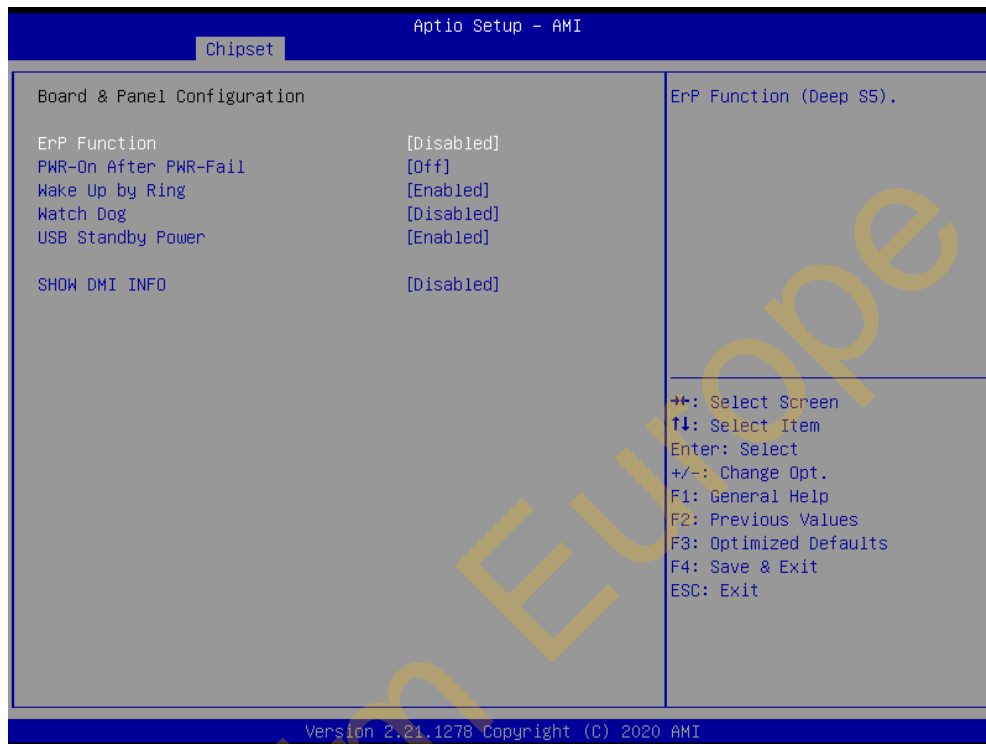 Aptio Setup – AMI
Chipset
Board & Panel Configuration
ErP Function [Disabled]
PWR-On After PWR-Fail [Off]
Wake Up by Ring [Enabled]
Watch Dog [Disabled]
USB Standby Power [Enabled]
SHOW DMI INFO [Disabled]
ErP Function (Deep S5).
→←: Select Screen
↑↓: Select Item
Enter: Select
+/-: Change Opt.
F1: General Help
F2: Previous Values
F3: Optimized Defaults
F4: Save & Exit
ESC: Exit
Version 2.21.1278 Copyright (C) 2020 AMI
Europe